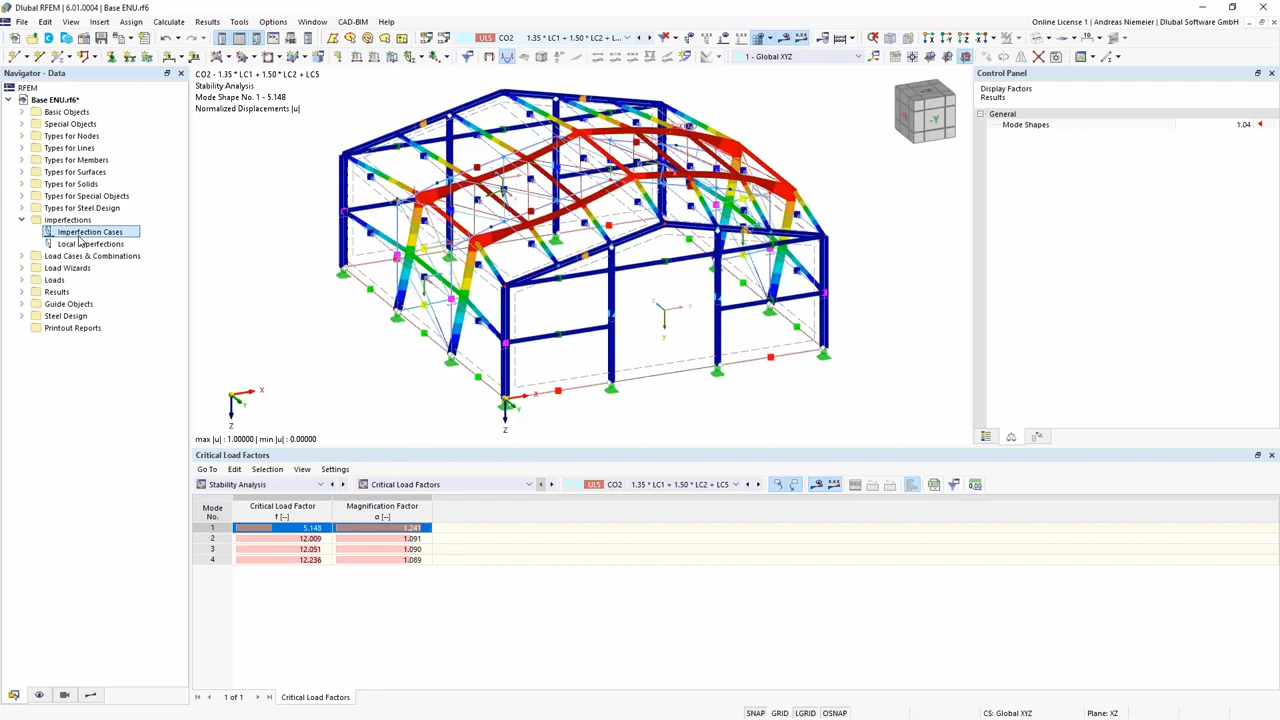 Dlubal RFEM | 6.01.0004 | Base ENU.rf6*
File Edit View Insert Assign Calculate Results Tools Options Window CAD-BIM Help
Online License 1 | Andreas Niemeier | Dlubal Software GmbH
ULS CO2 1.35 * LC1 + 1.50 * LC2 + L...
1 - Global XYZ
Navigator - Data
RFEM
Base ENU.rf6*
Basic Objects
Special Objects
Types for Nodes
Types for Lines
Types for Members
Types for Surfaces
Types for Solids
Types for Special Objects
Types for Steel Design
Imperfections
Imperfection Cases
Local Imperfections
Load Cases & Combinations
Load Wizards
Loads
Results
Guide Objects
Steel Design
Printout Reports
CO2 - 1.35 * LC1 + 1.50 * LC2 + LC5
Stability Analysis
Mode Shape No. 1 - 5.148
Normalized Displacements |u|
-Y
X
Y
Z
X
Y
Z
x
y
z
max |u| : 1.00000 | min |u| : 0.00000
Control Panel
Display Factors
Results
General
Mode Shapes 1.04
Critical Load Factors
Go To Edit Selection View Settings
Stability Analysis
Critical Load Factors
ULS CO2 1.35 * LC1 + 1.50 * LC2 + LC5
Mode No. Critical Load Factor f [--] Magnification Factor α [--]
1 5.148 1.241
2 12.009 1.091
3 12.051 1.090
4 12.236 1.089
1 of 1
Critical Load Factors
SNAP GRID LGRID OSNAP
CS: Global XYZ
Plane: XZ